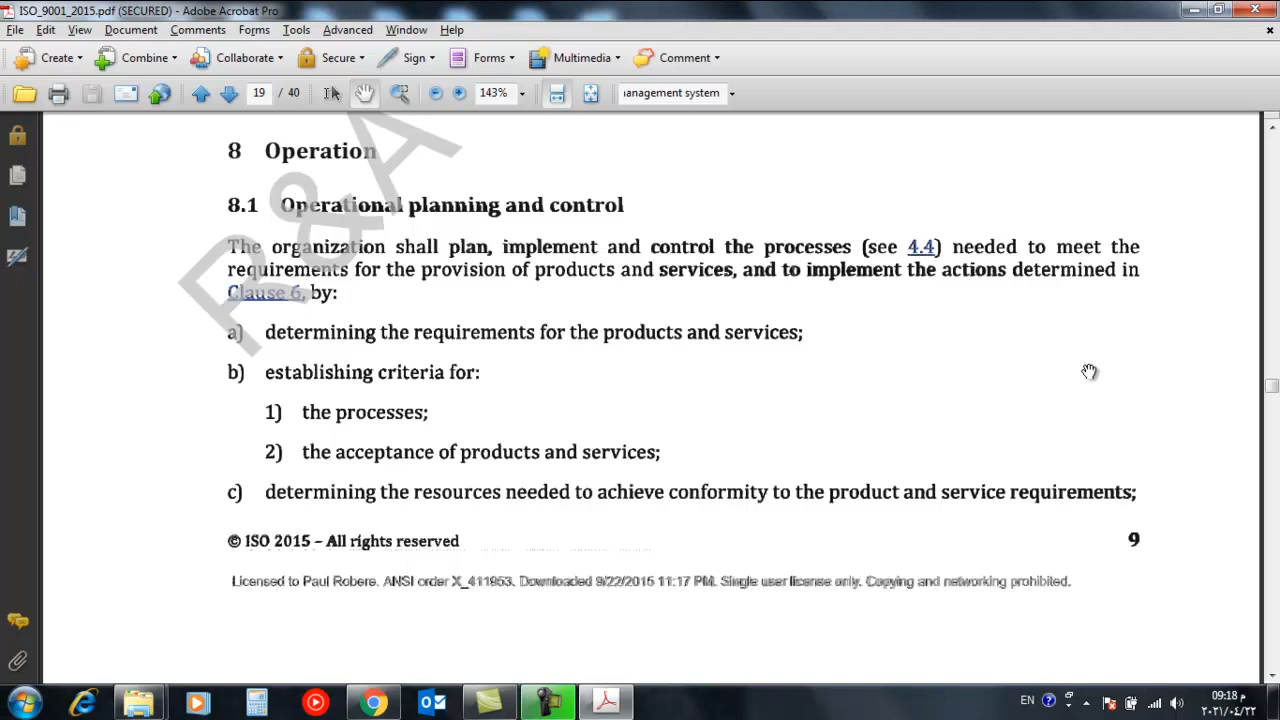 ISO_9001_2015.pdf (SECURED) - Adobe Acrobat Pro
File Edit View Document Comments Forms Tools Advanced Window Help
Create Combine Collaborate Secure Sign Forms Multimedia Comment
19 / 40 143% anagement system
R&A
8 Operation
8.1 Operational planning and control
The organization shall plan, implement and control the processes (see 4.4) needed to meet the
requirements for the provision of products and services, and to implement the actions determined in
Clause 6, by:
a) determining the requirements for the products and services;
b) establishing criteria for:
1) the processes;
2) the acceptance of products and services;
c) determining the resources needed to achieve conformity to the product and service requirements;
© ISO 2015 – All rights reserved 9
Licensed to Paul Robere. ANSI order X_411953. Downloaded 9/22/2015 11:17 PM. Single user license only. Copying and networking prohibited.
EN
09:18 م
٢٠٢١/٠٤/٢٢